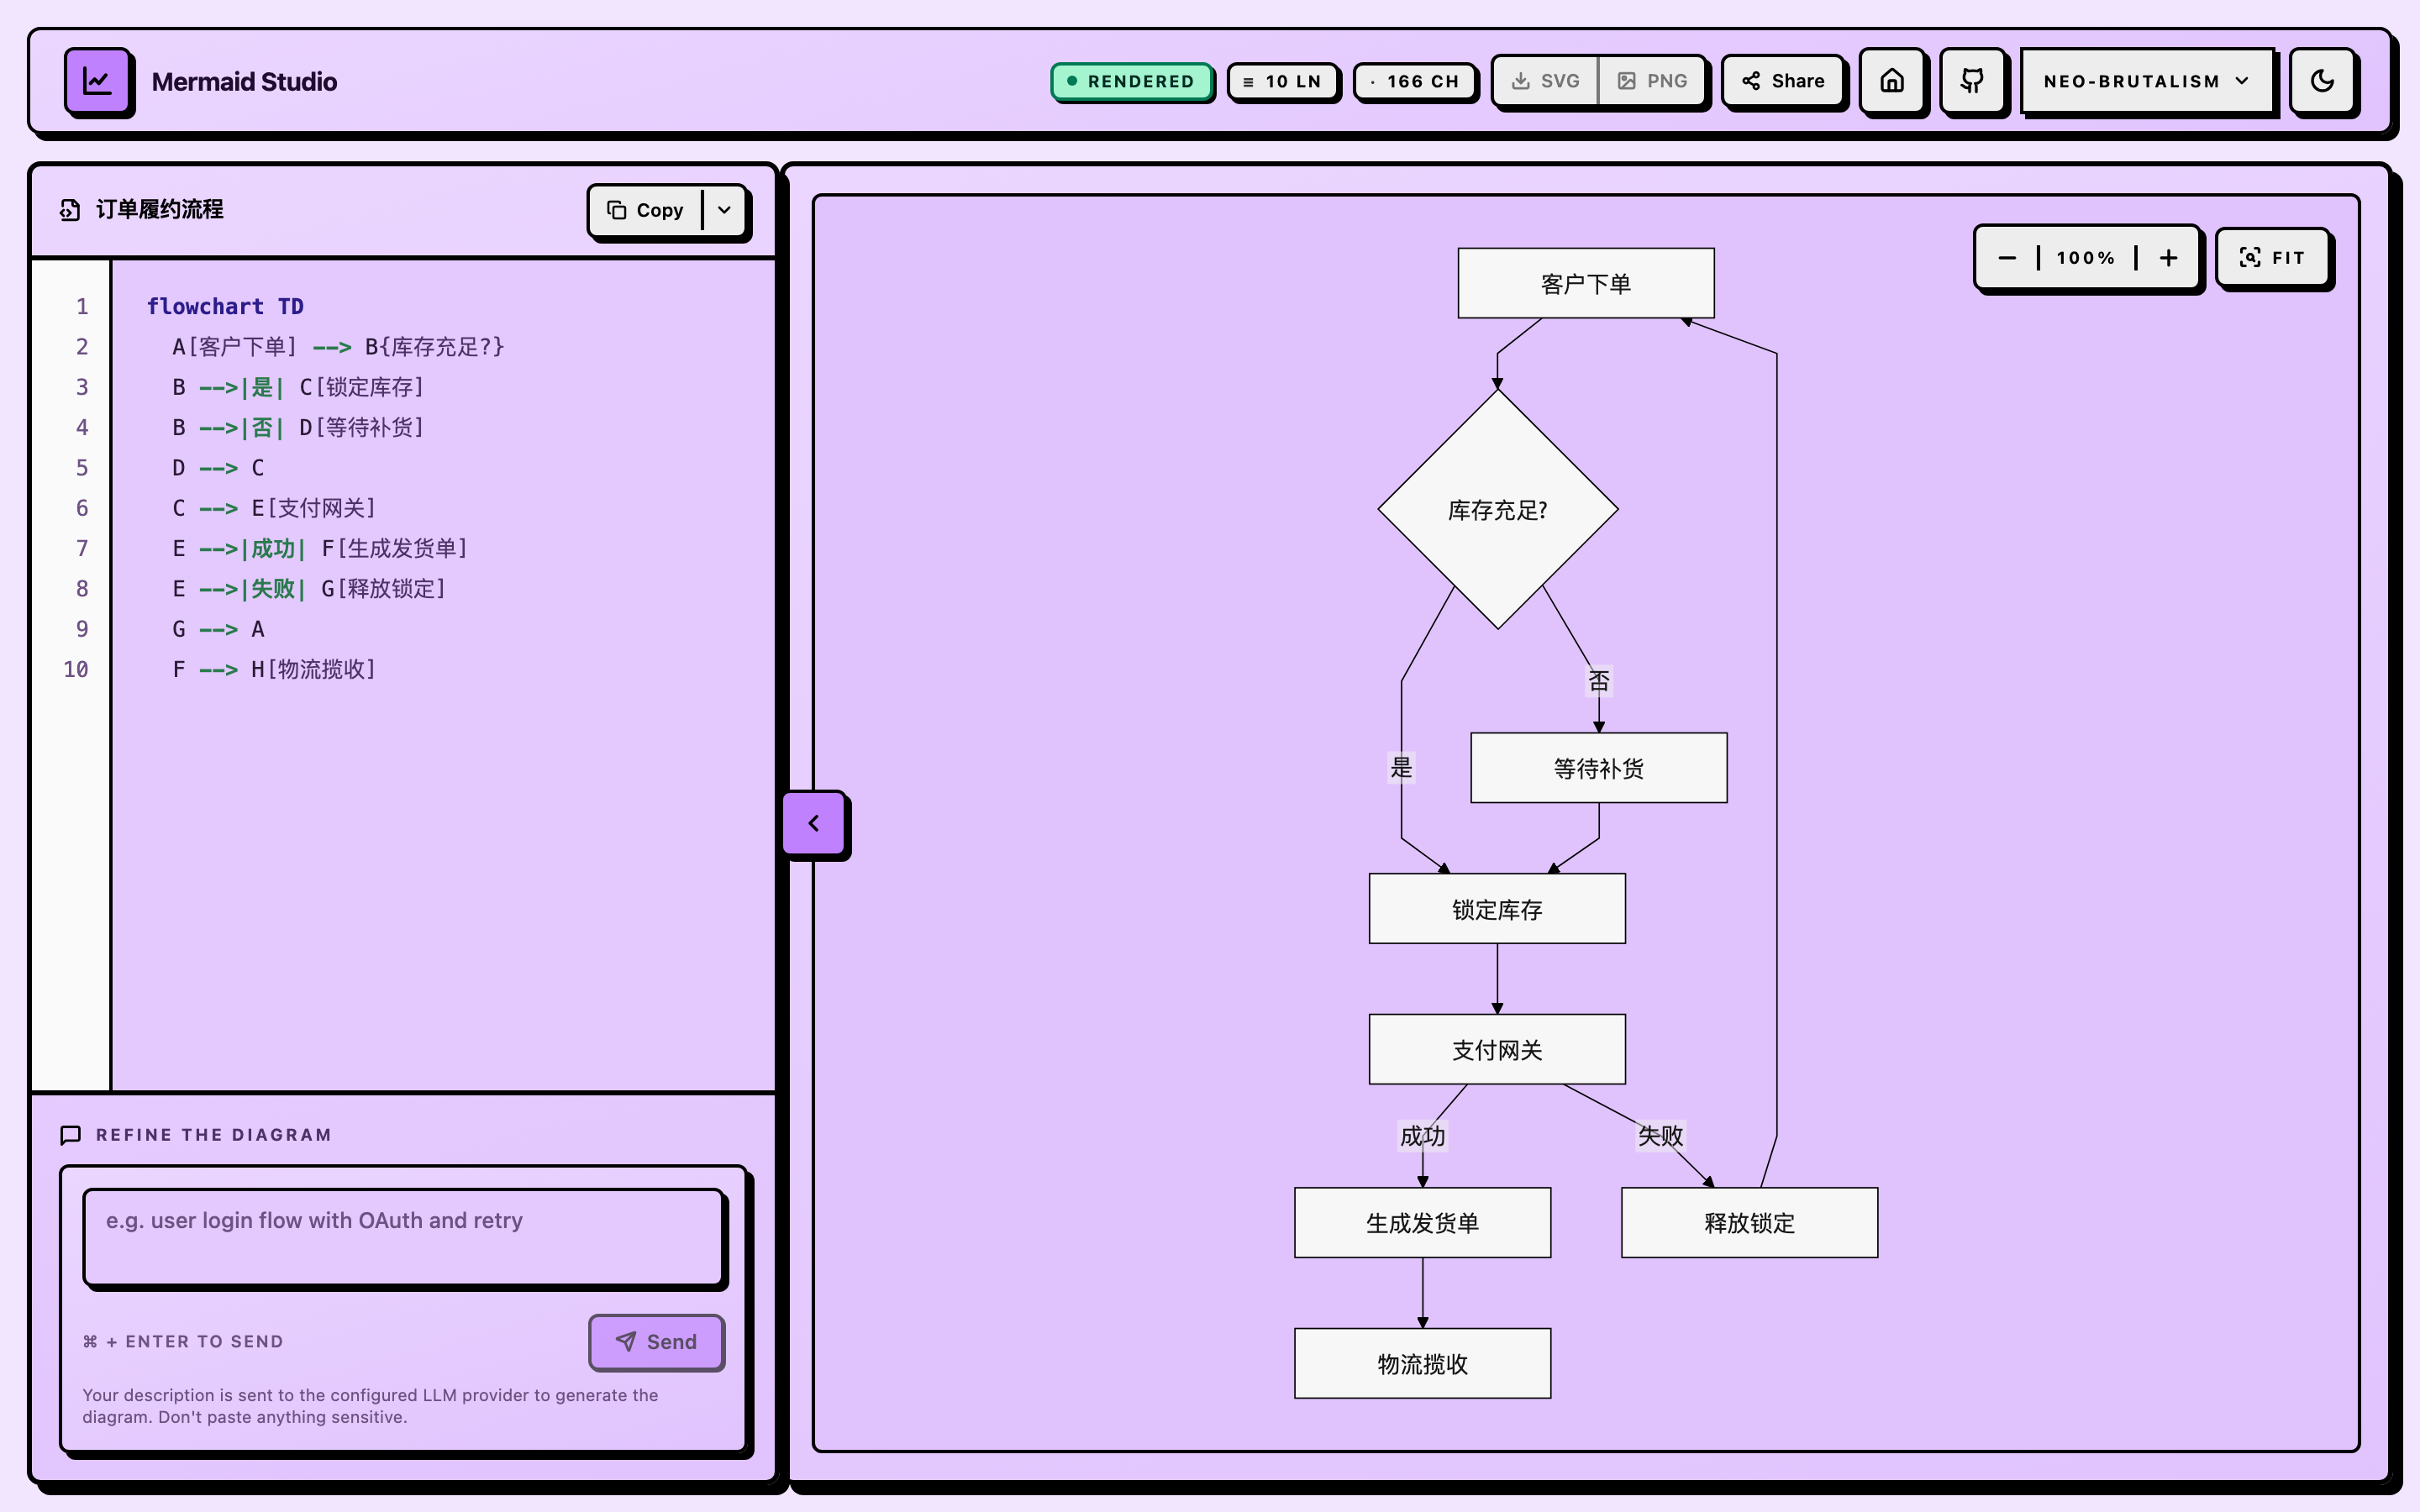 Mermaid Studio
RENDERED
≡ 10 LN
· 166 CH
SVG
PNG
Share
NEO-BRUTALISM
订单履约流程
Copy
1 flowchart TD
2 A[客户下单] --> B{库存充足?}
3 B -->|是| C[锁定库存]
4 B -->|否| D[等待补货]
5 D --> C
6 C --> E[支付网关]
7 E -->|成功| F[生成发货单]
8 E -->|失败| G[释放锁定]
9 G --> A
10 F --> H[物流揽收]
REFINE THE DIAGRAM
e.g. user login flow with OAuth and retry
⌘ + ENTER TO SEND
Send
Your description is sent to the configured LLM provider to generate the
diagram. Don't paste anything sensitive.
100%
FIT
客户下单
库存充足?
否
是
等待补货
锁定库存
支付网关
成功
失败
生成发货单
释放锁定
物流揽收